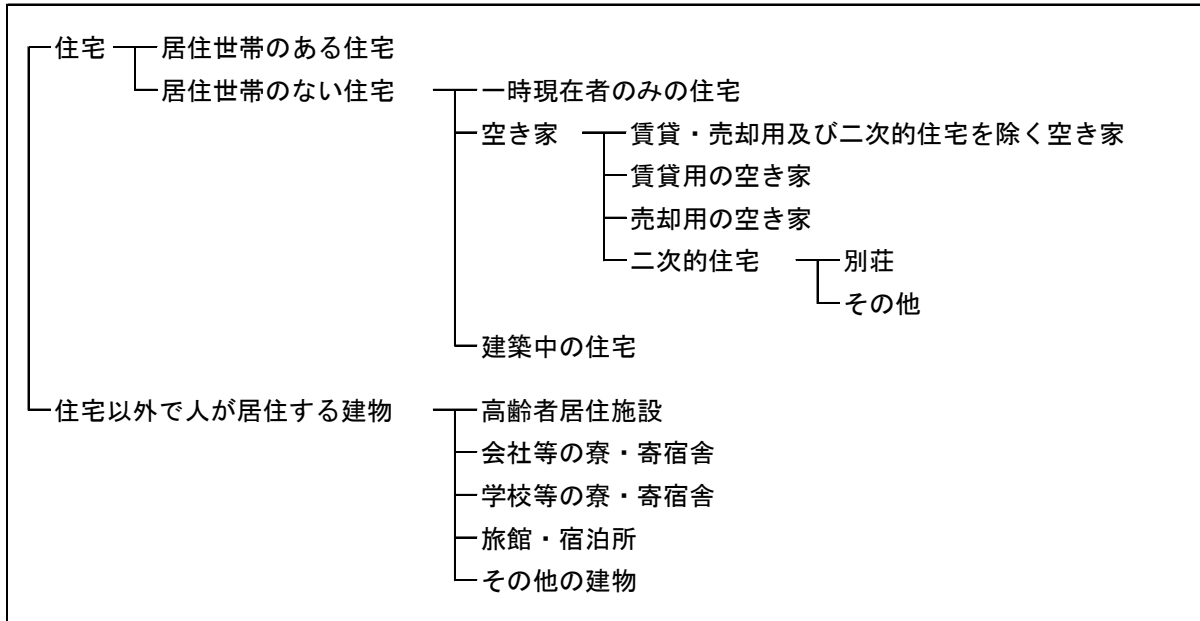 住宅 居住世帯のある住宅
居住世帯のない住宅 一時現在者のみの住宅
空き家 賃貸・売却用及び二次的住宅を除く空き家
賃貸用の空き家
売却用の空き家
二次的住宅 別荘
その他
建築中の住宅
住宅以外で人が居住する建物 高齢者居住施設
会社等の寮・寄宿舎
学校等の寮・寄宿舎
旅館・宿泊所
その他の建物